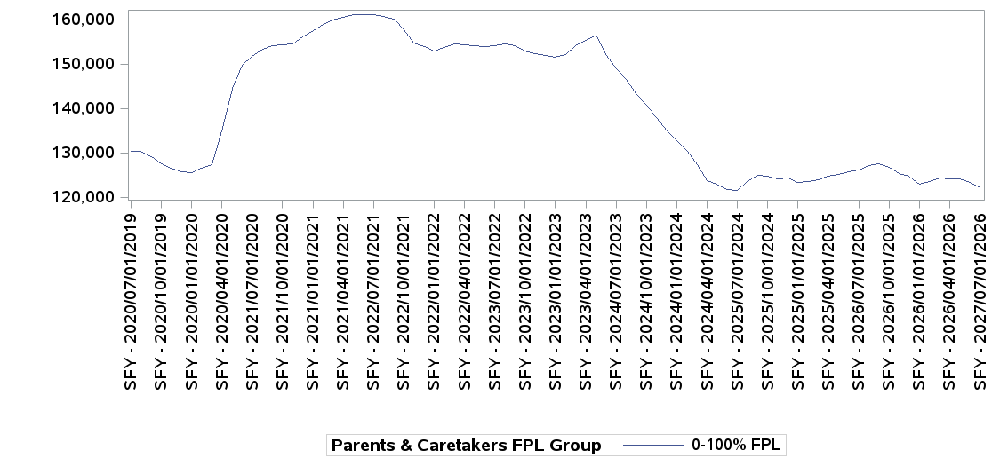 160,000
150,000
140,000
130,000
120,000
SFY - 2020/07/01/2019
SFY - 2020/10/01/2019
SFY - 2020/01/01/2020
SFY - 2020/04/01/2020
SFY - 2021/07/01/2020
SFY - 2021/10/01/2020
SFY - 2021/01/01/2021
SFY - 2021/04/01/2021
SFY - 2022/07/01/2021
SFY - 2022/10/01/2021
SFY - 2022/01/01/2022
SFY - 2022/04/01/2022
SFY - 2023/07/01/2022
SFY - 2023/10/01/2022
SFY - 2023/01/01/2023
SFY - 2023/04/01/2023
SFY - 2024/07/01/2023
SFY - 2024/10/01/2023
SFY - 2024/01/01/2024
SFY - 2024/04/01/2024
SFY - 2025/07/01/2024
SFY - 2025/10/01/2024
SFY - 2025/01/01/2025
SFY - 2025/04/01/2025
SFY - 2026/07/01/2025
SFY - 2026/10/01/2025
SFY - 2026/01/01/2026
SFY - 2026/04/01/2026
SFY - 2027/07/01/2026
Parents & Caretakers FPL Group 0-100% FPL